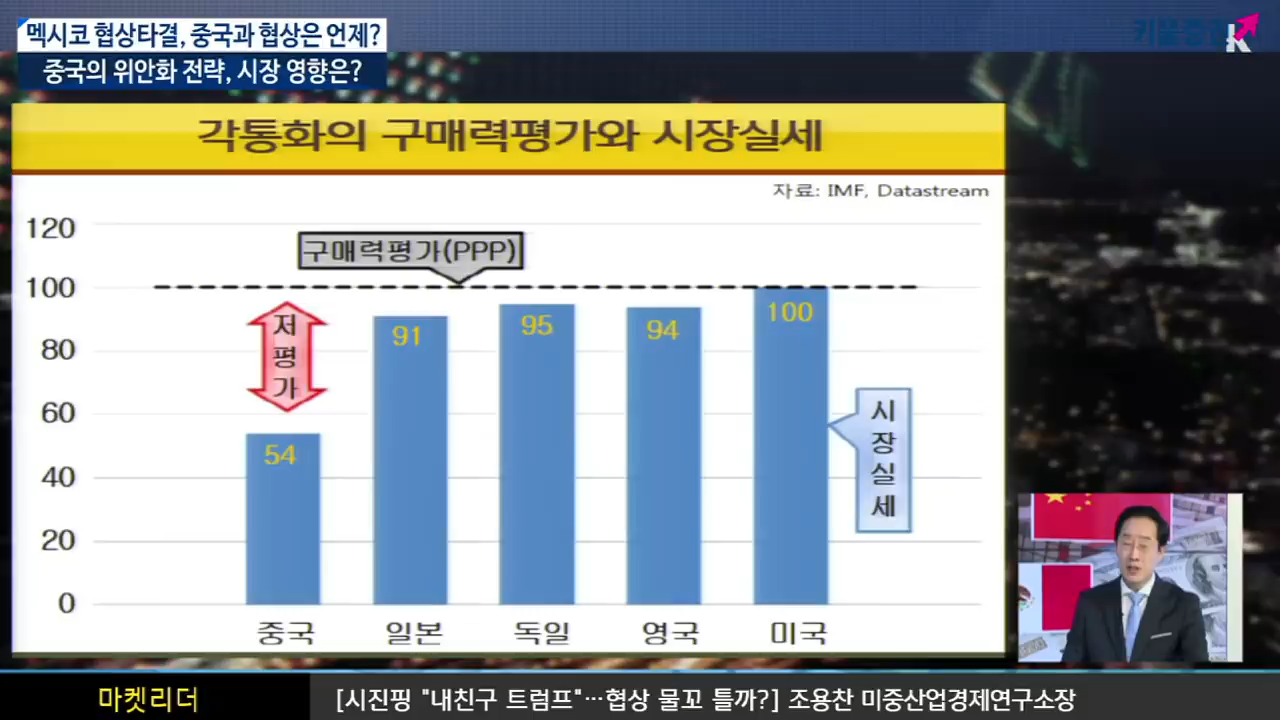 멕시코 협상타결, 중국과 협상은 언제?
중국의 위안화 전략, 시장 영향은?
키움증권
각통화의 구매력평가와 시장실세
자료: IMF, Datastream
120
구매력평가(PPP)
100
저평가
91
95
94
100
80
60
시장실세
54
40
20
0
중국
일본
독일
영국
미국
마켓리더
[시진핑 "내친구 트럼프"…협상 물꼬 틀까?] 조용찬 미중산업경제연구소장